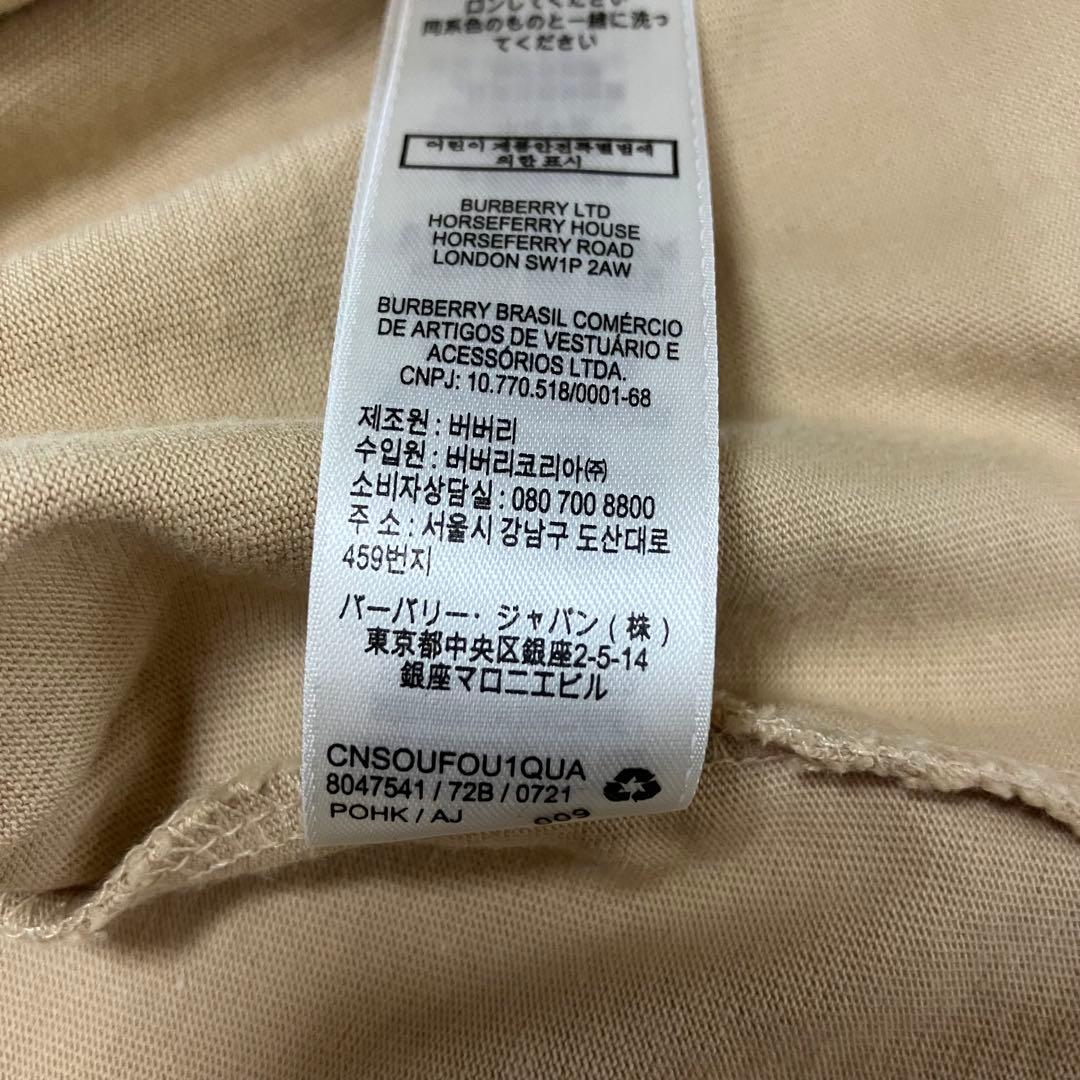 ロンしてください
同系色のものと一緒に洗っ
てください
어린이제품안전특별법에
의한 표시
BURBERRY LTD
HORSEFERRY HOUSE
HORSEFERRY ROAD
LONDON SW1P 2AW
BURBERRY BRASIL COMÉRCIO
DE ARTIGOS DE VESTUÁRIO E
ACESSÓRIOS LTDA.
CNPJ: 10.770.518/0001-68
제조원 : 버버리
수입원 : 버버리코리아㈜
소비자상담실 : 080 700 8800
주 소 : 서울시 강남구 도산대로
459번지
バーバリー・ジャパン ( 株 )
東京都中央区銀座2-5-14
銀座マロニエビル
CNSOUFOU1QUA
8047541 / 72B / 0721
POHK / AJ 009